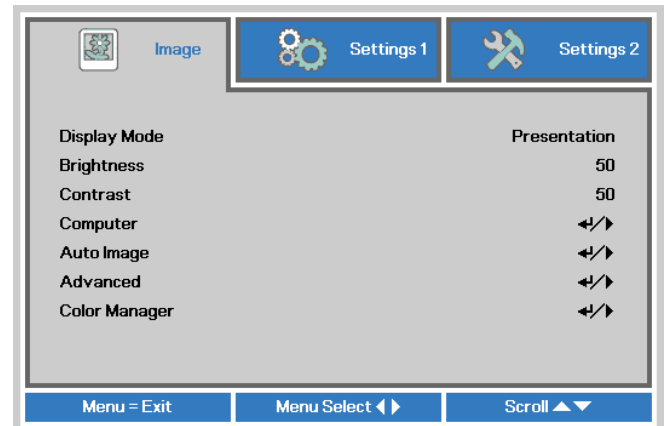 Image Settings 1 Settings 2
Display Mode Presentation
Brightness 50
Contrast 50
Computer ↵/▶
Auto Image ↵/▶
Advanced ↵/▶
Color Manager ↵/▶
Menu = Exit Menu Select ◀▶ Scroll ▲▼